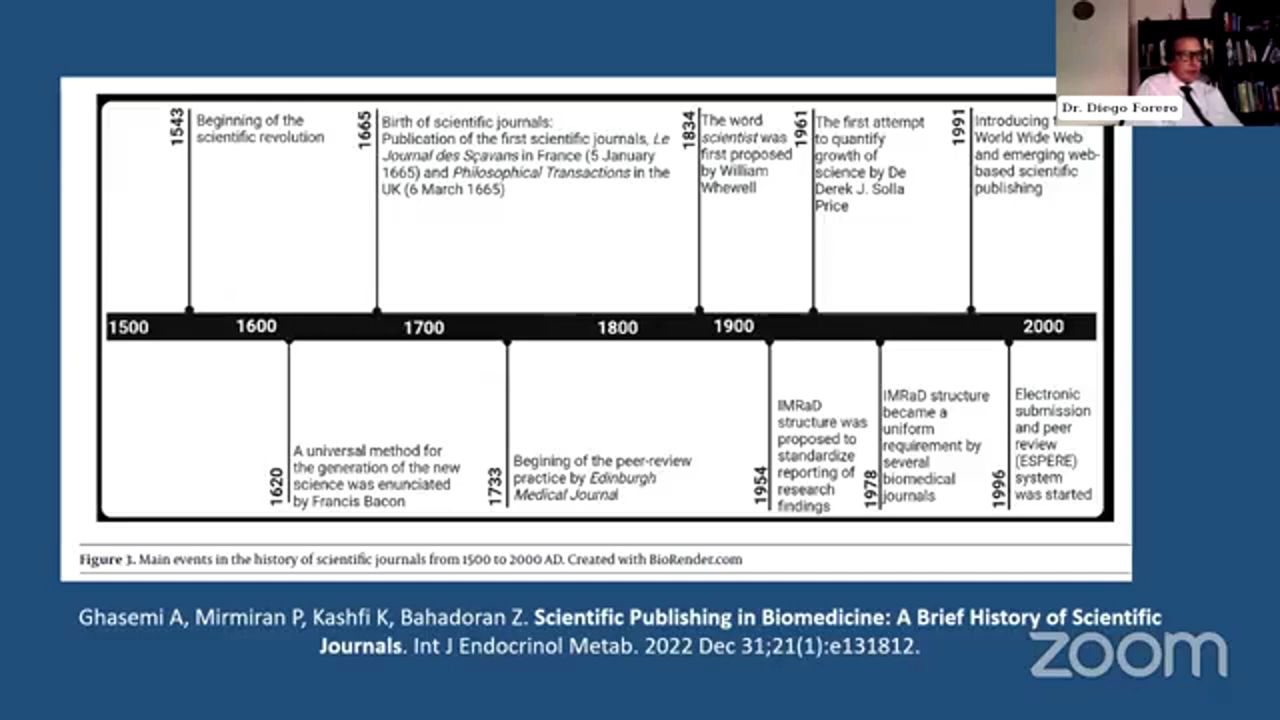 Dr. Diego Forero
1543
Beginning of the
scientific revolution
1665
Birth of scientific journals:
Publication of the first scientific journals, Le
Journal des Sçavans in France (5 January
1665) and Philosophical Transactions in the
UK (6 March 1665)
1834
The word
scientist was
first proposed
by William
Whewell
1961
The first attempt
to quantify
growth of
science by De
Derek J. Solla
Price
1991
Introducing
World Wide Web
and emerging web-
based scientific
publishing
1500 1600 1700 1800 1900 2000
1620
A universal method for
the generation of the new
science was enunciated
by Francis Bacon
1733
Begining of the peer-review
practice by Edinburgh
Medical Journal
1954
IMRaD
structure was
proposed to
standardize
reporting of
research
findings
1978
IMRaD structure
became a
uniform
requirement by
several
biomedical
journals
1996
Electronic
submission
and peer
review
(ESPERE)
system
was started
Figure 3. Main events in the history of scientific journals from 1500 to 2000 AD. Created with BioRender.com
Ghasemi A, Mirmiran P, Kashfi K, Bahadoran Z. Scientific Publishing in Biomedicine: A Brief History of Scientific
Journals. Int J Endocrinol Metab. 2022 Dec 31;21(1):e131812.
zoom